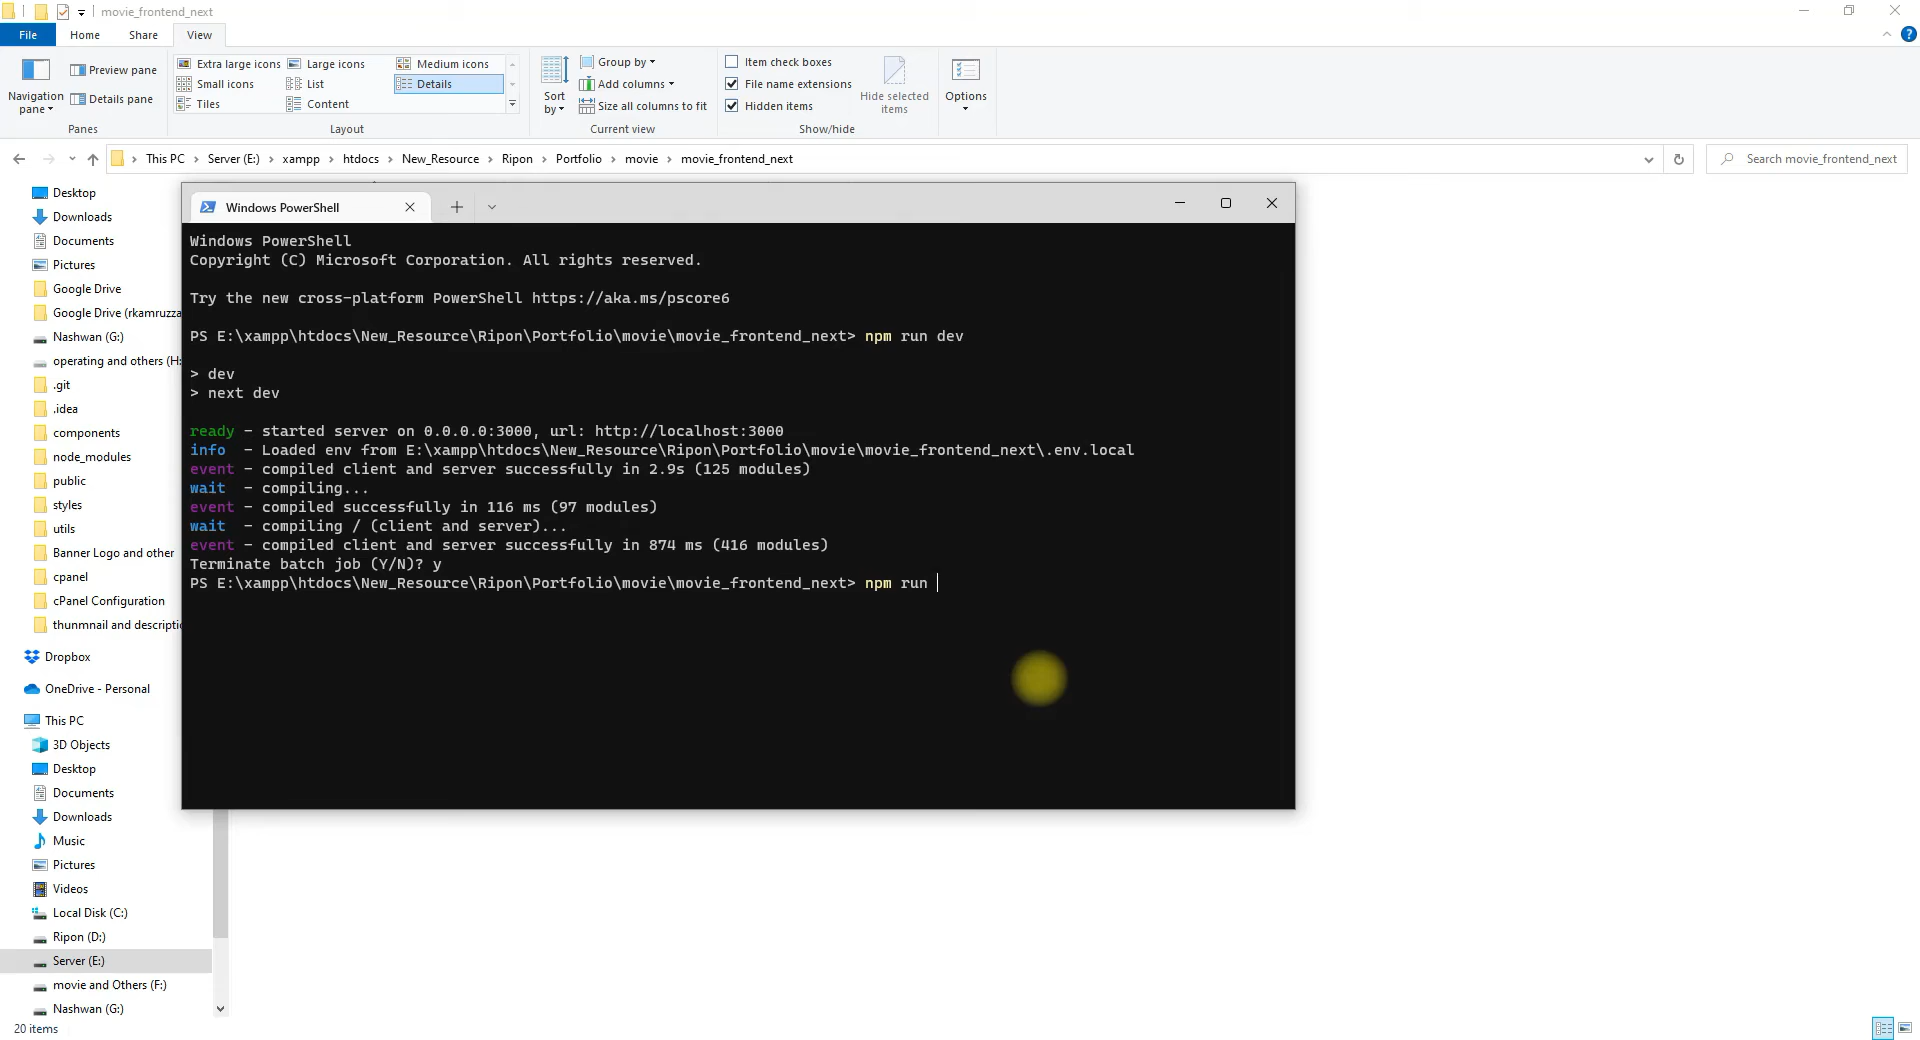 movie_frontend_next
File Home Share View
Navigation pane
Preview pane
Details pane
Panes
Extra large icons
Large icons
Medium icons
Small icons
List
Details
Tiles
Content
Layout
Sort by
Group by
Add columns
Size all columns to fit
Current view
Item check boxes
File name extensions
Hidden items
Hide selected items
Show/hide
Options
This PC > Server (E:) > xampp > htdocs > New_Resource > Ripon > Portfolio > movie > movie_frontend_next
Search movie_frontend_next
Desktop
Downloads
Documents
Pictures
Google Drive
Google Drive (rkamruzza
Nashwan (G:)
operating and others (H:
.git
.idea
components
node_modules
public
styles
utils
Banner Logo and other
cpanel
cPanel Configuration
thunmnail and descripti
Dropbox
OneDrive - Personal
This PC
3D Objects
Desktop
Documents
Downloads
Music
Pictures
Videos
Local Disk (C:)
Ripon (D:)
Server (E:)
movie and Others (F:)
Nashwan (G:)
20 items
Windows PowerShell
Windows PowerShell
Copyright (C) Microsoft Corporation. All rights reserved.
Try the new cross-platform PowerShell https://aka.ms/pscore6
PS E:\xampp\htdocs\New_Resource\Ripon\Portfolio\movie\movie_frontend_next> npm run dev
> dev
> next dev
ready - started server on 0.0.0.0:3000, url: http://localhost:3000
info - Loaded env from E:\xampp\htdocs\New_Resource\Ripon\Portfolio\movie\movie_frontend_next\.env.local
event - compiled client and server successfully in 2.9s (125 modules)
wait - compiling...
event - compiled successfully in 116 ms (97 modules)
wait - compiling / (client and server)...
event - compiled client and server successfully in 874 ms (416 modules)
Terminate batch job (Y/N)? y
PS E:\xampp\htdocs\New_Resource\Ripon\Portfolio\movie\movie_frontend_next> npm run